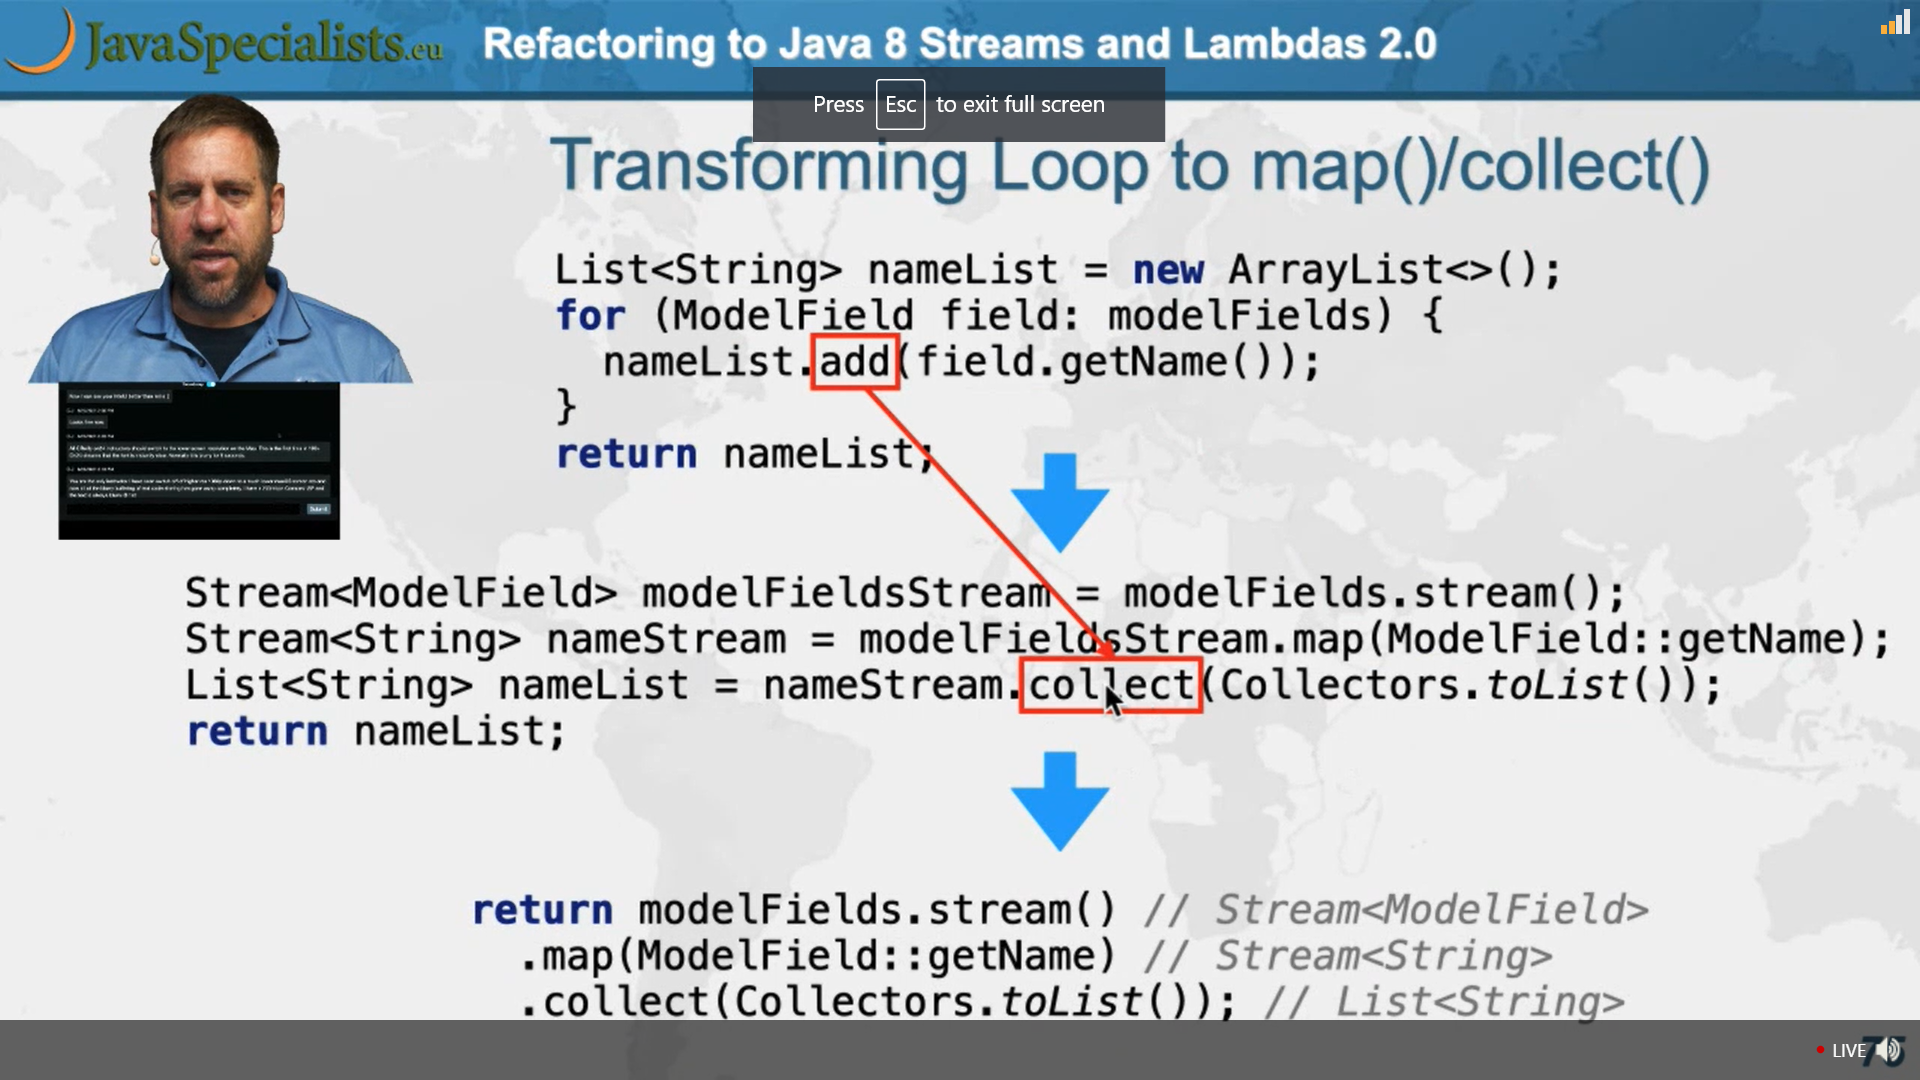 JavaSpecialists.eu
Refactoring to Java 8 Streams and Lambdas 2.0
Press Esc to exit full screen
Transforming Loop to map()/collect()
List<String> nameList = new ArrayList<>();
for (ModelField field: modelFields) {
nameList.add(field.getName());
}
return nameList;
Submit
Stream<ModelField> modelFieldsStream = modelFields.stream();
Stream<String> nameStream = modelFieldsStream.map(ModelField::getName);
List<String> nameList = nameStream.collect(Collectors.toList());
return nameList;
return modelFields.stream() // Stream<ModelField>
.map(ModelField::getName) // Stream<String>
.collect(Collectors.toList()); // List<String>
LIVE
75